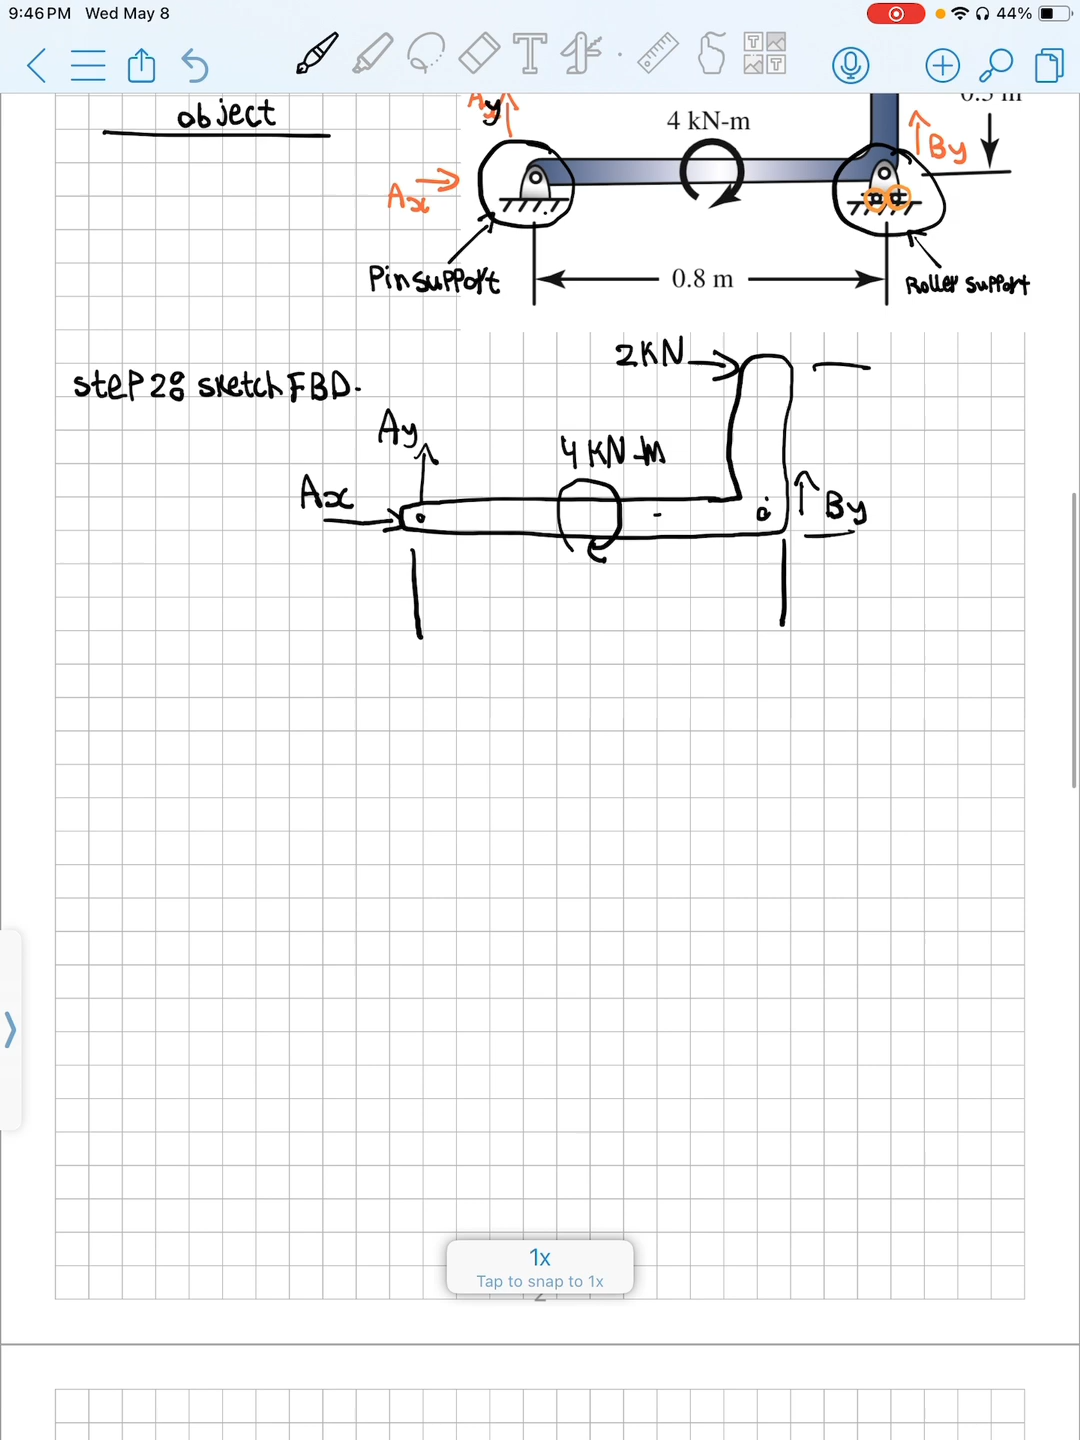 9:46 PM Wed May 8
44%
object
Ay
4 kN-m
By
Ax
Pin support
0.8 m
Roller support
2KN
step 2: sketch FBD.
Ay
4 KN-m
Ax
By
1x
Tap to snap to 1x